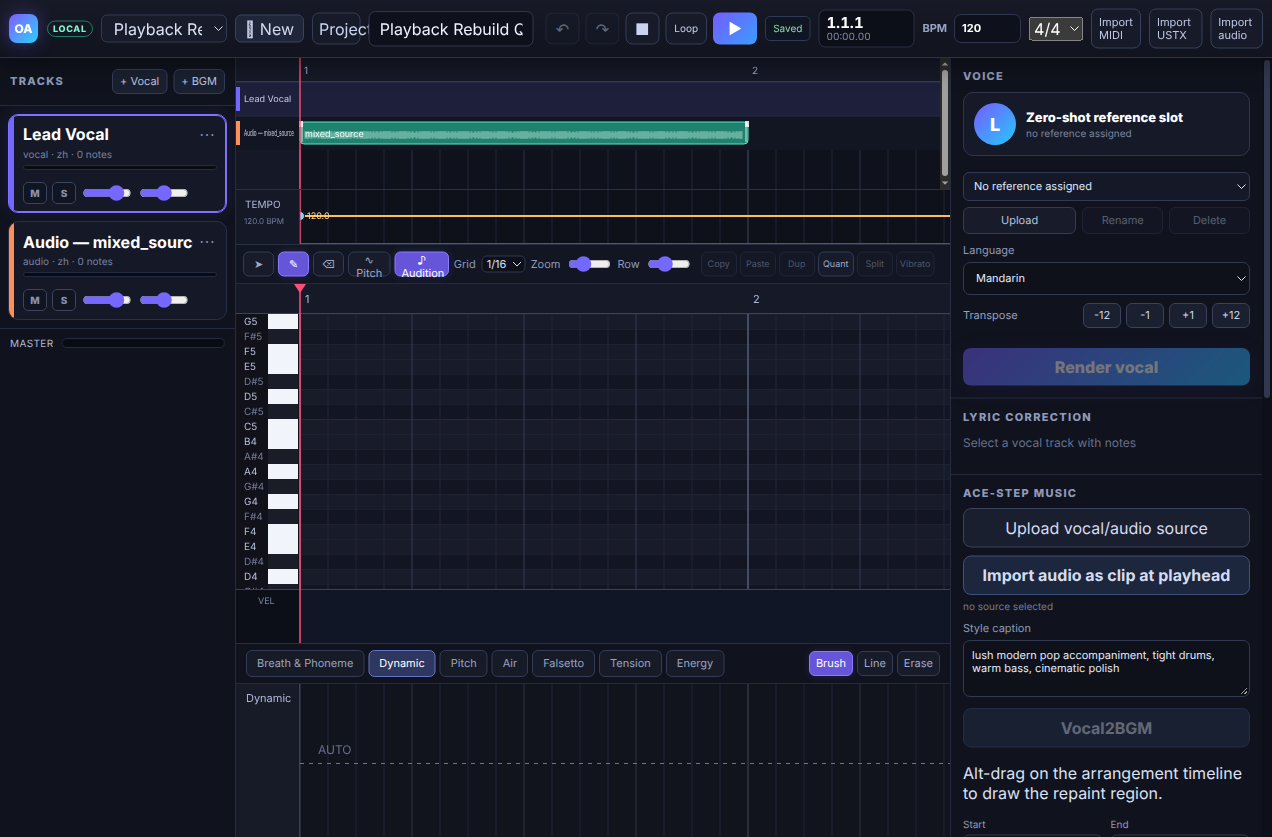 OA
LOCAL
Playback Re
New
Project
Playback Rebuild Q
Loop
Saved
1.1.1
00:00.00
BPM
120
4/4
Import MIDI
Import USTX
Import audio
TRACKS
+ Vocal
+ BGM
Lead Vocal
vocal · zh · 0 notes
M
S
Audio — mixed_sourc
audio · zh · 0 notes
M
S
MASTER
1
2
Lead Vocal
Audio — mixed_source
mixed_source
TEMPO
120.0 BPM
120.0
Pitch
Audition
Grid
1/16
Zoom
Row
Copy
Paste
Dup
Quant
Split
Vibrato
1
2
G5
F#5
F5
E5
D#5
D5
C#5
C5
B4
A#4
A4
G#4
G4
F#4
F4
E4
D#4
D4
VEL
Breath & Phoneme
Dynamic
Pitch
Air
Falsetto
Tension
Energy
Brush
Line
Erase
Dynamic
AUTO
VOICE
L
Zero-shot reference slot
no reference assigned
No reference assigned
Upload
Rename
Delete
Language
Mandarin
Transpose
-12
-1
+1
+12
Render vocal
LYRIC CORRECTION
Select a vocal track with notes
ACE-STEP MUSIC
Upload vocal/audio source
Import audio as clip at playhead
no source selected
Style caption
lush modern pop accompaniment, tight drums,
warm bass, cinematic polish
Vocal2BGM
Alt-drag on the arrangement timeline
to draw the repaint region.
Start
End